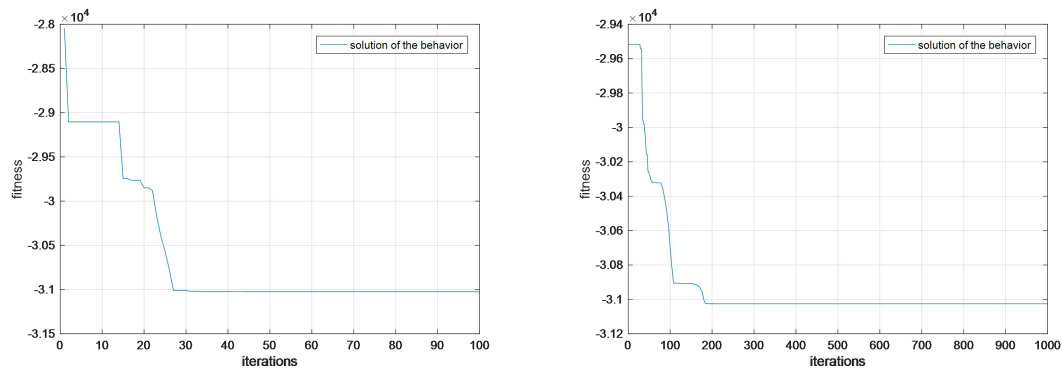 ×10⁴
-2.8
solution of the behavior
-2.85
-2.9
-2.95
-3
-3.05
-3.1
-3.15
fitness
0 10 20 30 40 50 60 70 80 90 100
iterations
×10⁴
-2.94
solution of the behavior
-2.96
-2.98
-3
-3.02
-3.04
-3.06
-3.08
-3.1
-3.12
fitness
0 100 200 300 400 500 600 700 800 900 1000
iterations